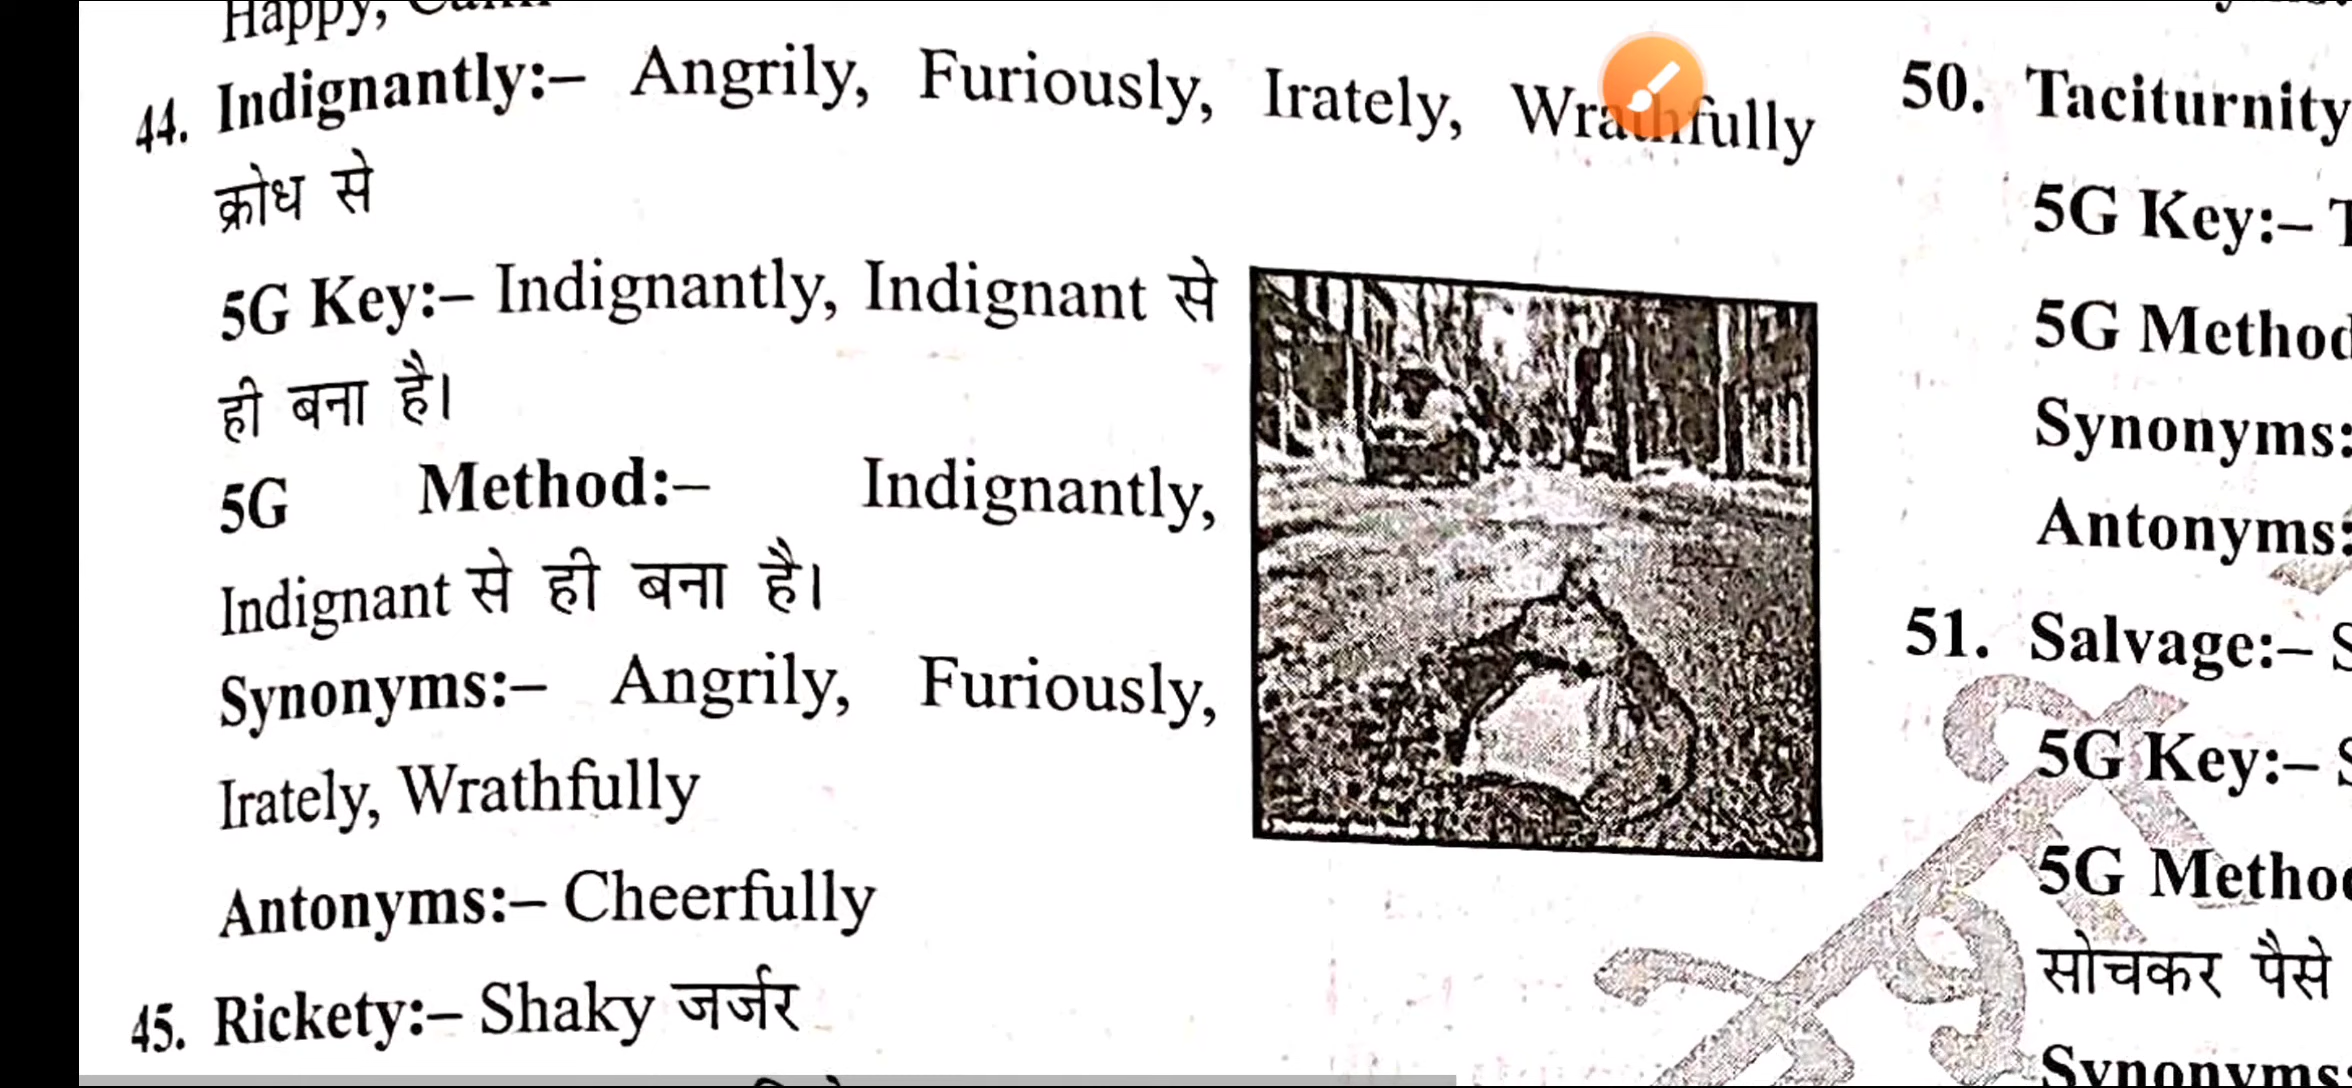 Happy,
44. Indignantly:– Angrily, Furiously, Irately, Wrathfully
क्रोध से
5G Key:– Indignantly, Indignant से
ही बना है।
5G Method:– Indignantly,
Indignant से ही बना है।
Synonyms:– Angrily, Furiously,
Irately, Wrathfully
Antonyms:– Cheerfully
45. Rickety:– Shaky जर्जर
50. Taciturnity
5G Key:–
5G Method
Synonyms:
Antonyms:
51. Salvage:–
5G Key:–
5G
सोचकर पैसे
Synonyms: